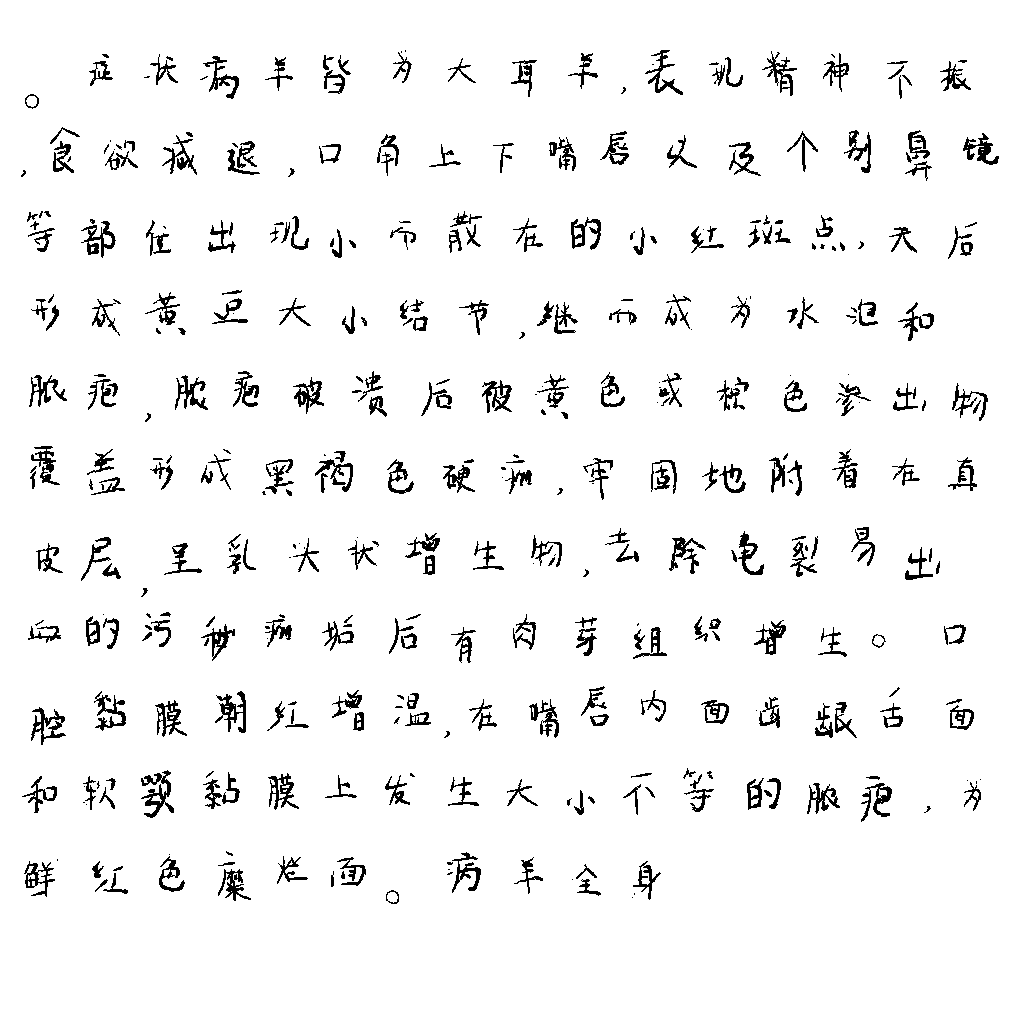 。症状病羊皆为大耳羊,表现精神不振
,食欲减退,口角上下嘴唇以及个别鼻镜
等部位出现小而散在的小红斑点,天后
形成黄豆大小结节,继而成为水泡和
脓疱,脓疱破溃后被黄色或棕色渗出物
覆盖形成黑褐色硬痂,牢固地附着在真
皮层,呈乳头状增生物,去除龟裂易出
血的污秽痂垢后有肉芽组织增生。口
腔黏膜潮红增温,在嘴唇内面齿龈舌面
和软颚黏膜上发生大小不等的脓疱,为
鲜红色糜烂面。病羊全身